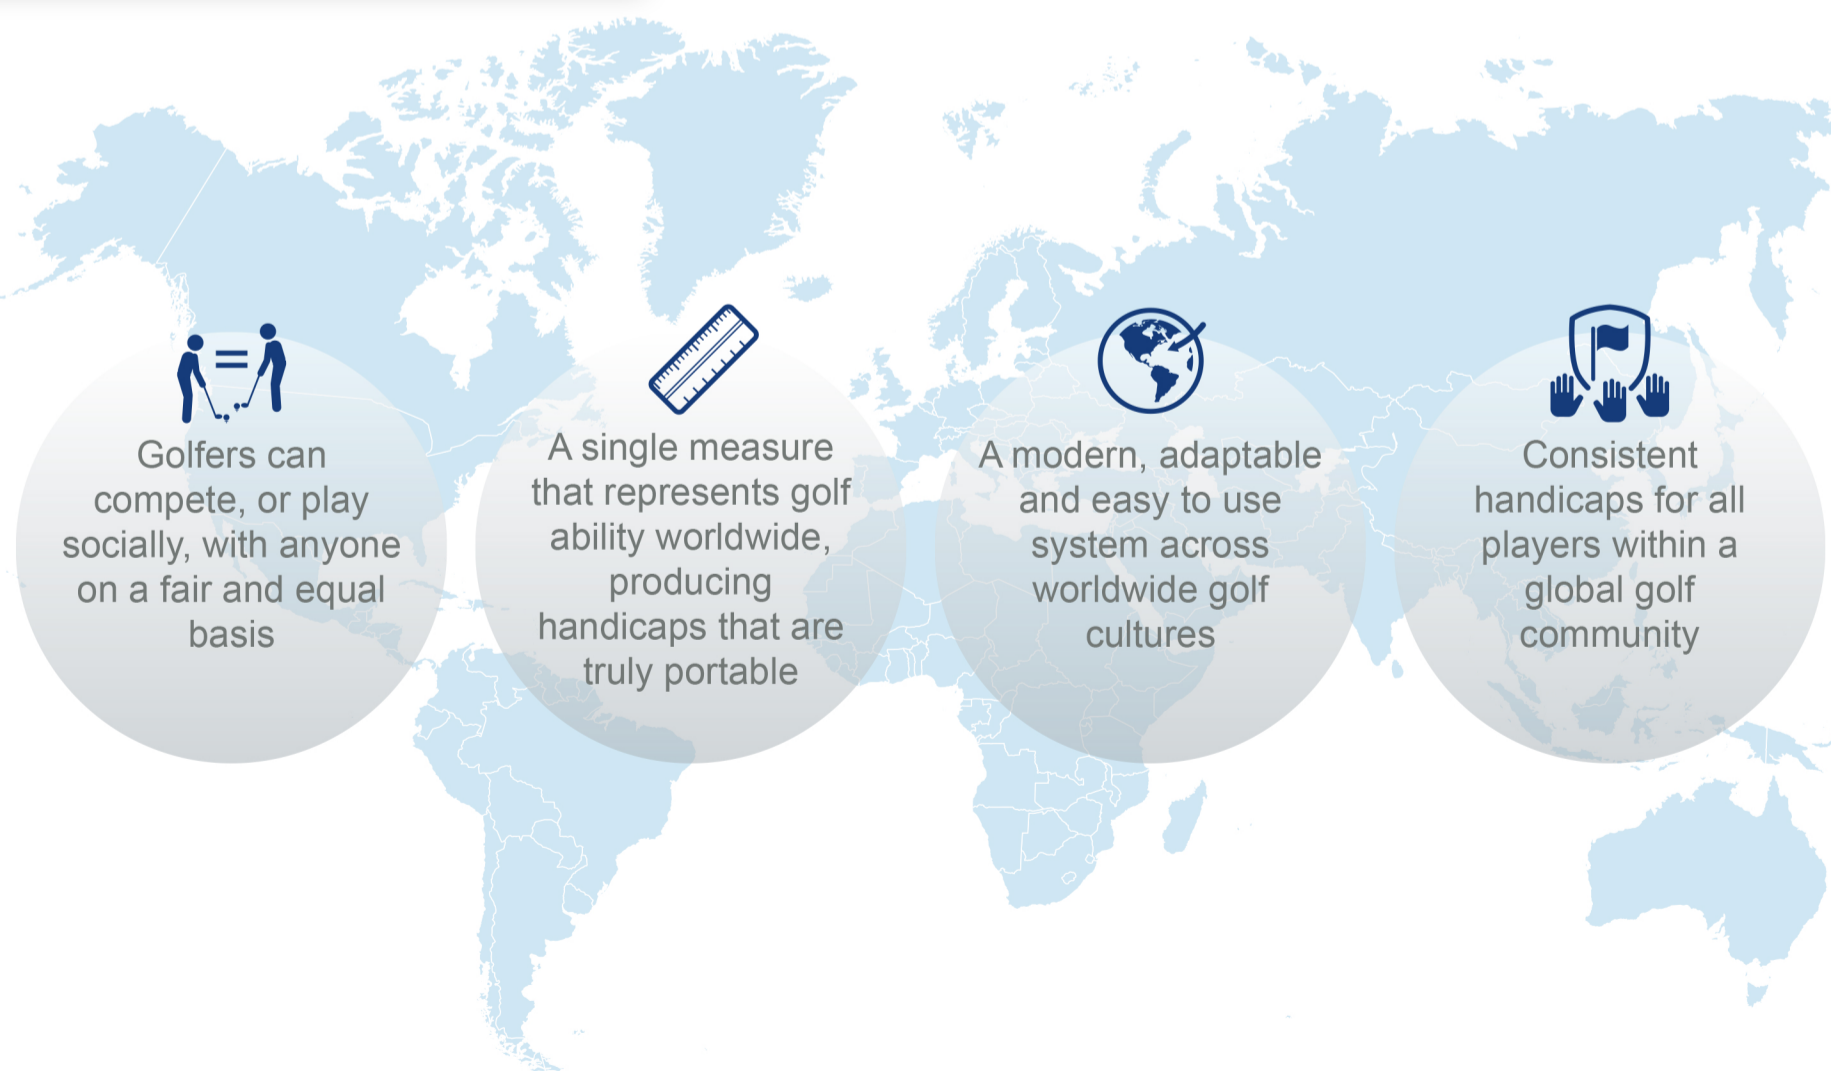 Golfers can
compete, or play
socially, with anyone
on a fair and equal
basis
A single measure
that represents golf
ability worldwide,
producing
handicaps that are
truly portable
A modern, adaptable
and easy to use
system across
worldwide golf
cultures
Consistent
handicaps for all
players within a
global golf
community